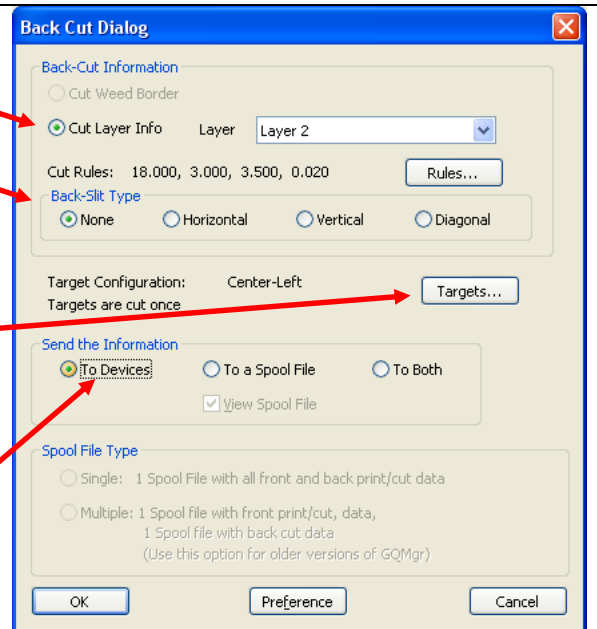 Back Cut Dialog
Back-Cut Information
Cut Weed Border
Cut Layer Info Layer Layer 2
Cut Rules: 18.000, 3.000, 3.500, 0.020 Rules...
Back-Slit Type
None Horizontal Vertical Diagonal
Target Configuration: Center-Left
Targets are cut once Targets...
Send the Information
To Devices To a Spool File To Both
View Spool File
Spool File Type
Single: 1 Spool File with all front and back print/cut data
Multiple: 1 Spool file with front print/cut, data,
1 Spool file with back cut data
(Use this option for older versions of GQMgr)
OK Preference Cancel